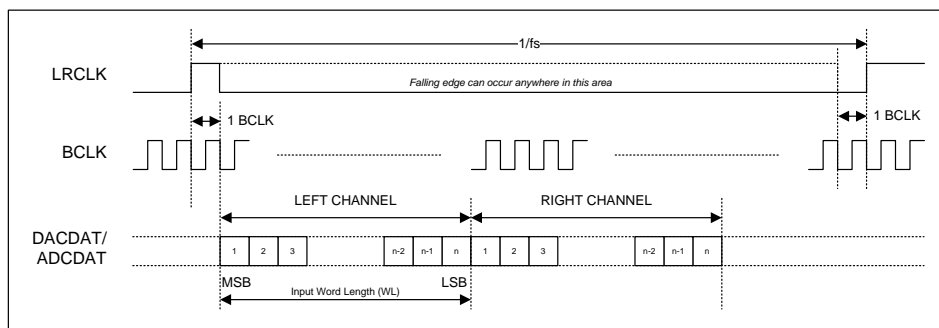 1/fs
LRCLK
Falling edge can occur anywhere in this area
1 BCLK
1 BCLK
BCLK
LEFT CHANNEL
RIGHT CHANNEL
DACDAT/
ADCDAT
1 2 3 n-2 n-1 n 1 2 3 n-2 n-1 n
MSB
LSB
Input Word Length (WL)